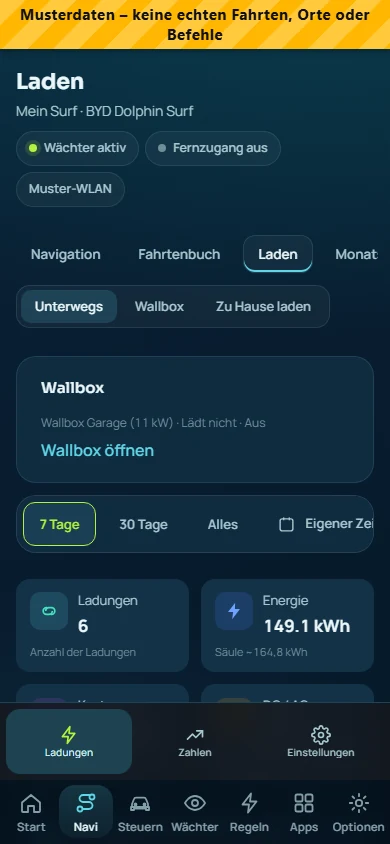 Musterdaten – keine echten Fahrten, Orte oder
Befehle
Laden
Mein Surf · BYD Dolphin Surf
Wächter aktiv
Fernzugang aus
Muster-WLAN
Navigation
Fahrtenbuch
Laden
Monat
Unterwegs
Wallbox
Zu Hause laden
Wallbox
Wallbox Garage (11 kW) · Lädt nicht · Aus
Wallbox öffnen
7 Tage
30 Tage
Alles
Eigener Zei
Ladungen
6
Anzahl der Ladungen
Energie
149.1 kWh
Säule ~164,8 kWh
Ladungen
Zahlen
Einstellungen
Start
Navi
Steuern
Wächter
Regeln
Apps
Optionen